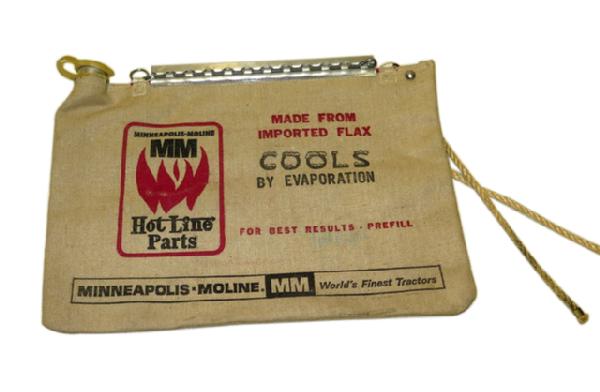 MINNEAPOLIS-MOLINE
MM
Hot Line
Parts
MADE FROM
IMPORTED FLAX
COOLS
BY EVAPORATION
FOR BEST RESULTS - PREFILL
MINNEAPOLIS-MOLINE. MM World's Finest Tractors